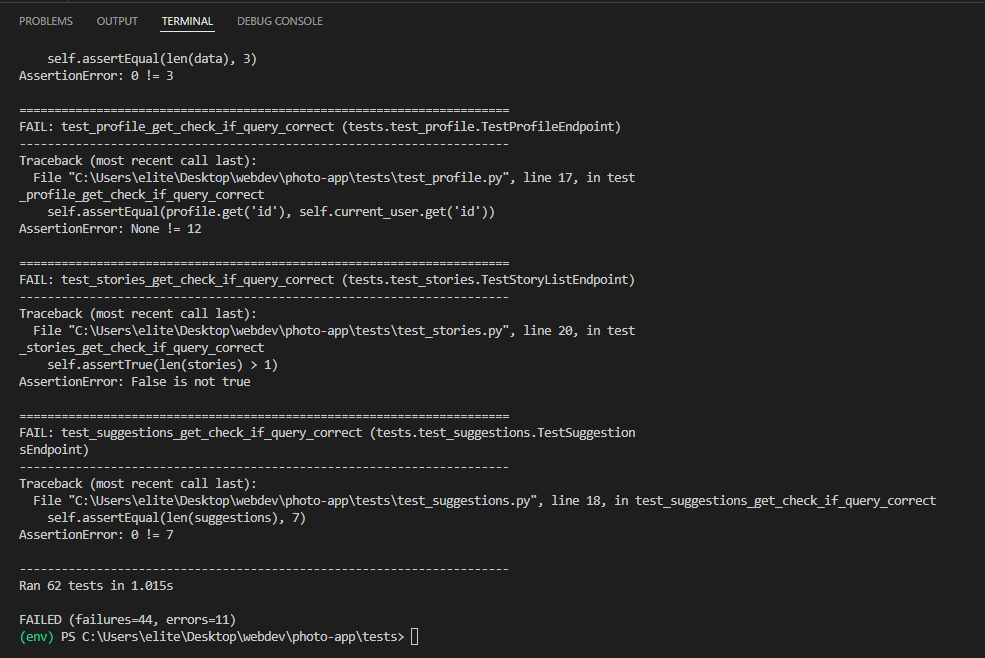 PROBLEMS OUTPUT TERMINAL DEBUG CONSOLE
    self.assertEqual(len(data), 3)
AssertionError: 0 != 3
======================================================================
FAIL: test_profile_get_check_if_query_correct (tests.test_profile.TestProfileEndpoint)
----------------------------------------------------------------------
Traceback (most recent call last):
  File "C:\Users\elite\Desktop\webdev\photo-app\tests\test_profile.py", line 17, in test
_profile_get_check_if_query_correct
    self.assertEqual(profile.get('id'), self.current_user.get('id'))
AssertionError: None != 12
======================================================================
FAIL: test_stories_get_check_if_query_correct (tests.test_stories.TestStoryListEndpoint)
----------------------------------------------------------------------
Traceback (most recent call last):
  File "C:\Users\elite\Desktop\webdev\photo-app\tests\test_stories.py", line 20, in test
_stories_get_check_if_query_correct
    self.assertTrue(len(stories) > 1)
AssertionError: False is not true
======================================================================
FAIL: test_suggestions_get_check_if_query_correct (tests.test_suggestions.TestSuggestion
sEndpoint)
----------------------------------------------------------------------
Traceback (most recent call last):
  File "C:\Users\elite\Desktop\webdev\photo-app\tests\test_suggestions.py", line 18, in test_suggestions_get_check_if_query_correct
    self.assertEqual(len(suggestions), 7)
AssertionError: 0 != 7
----------------------------------------------------------------------
Ran 62 tests in 1.015s
FAILED (failures=44, errors=11)
(env) PS C:\Users\elite\Desktop\webdev\photo-app\tests>